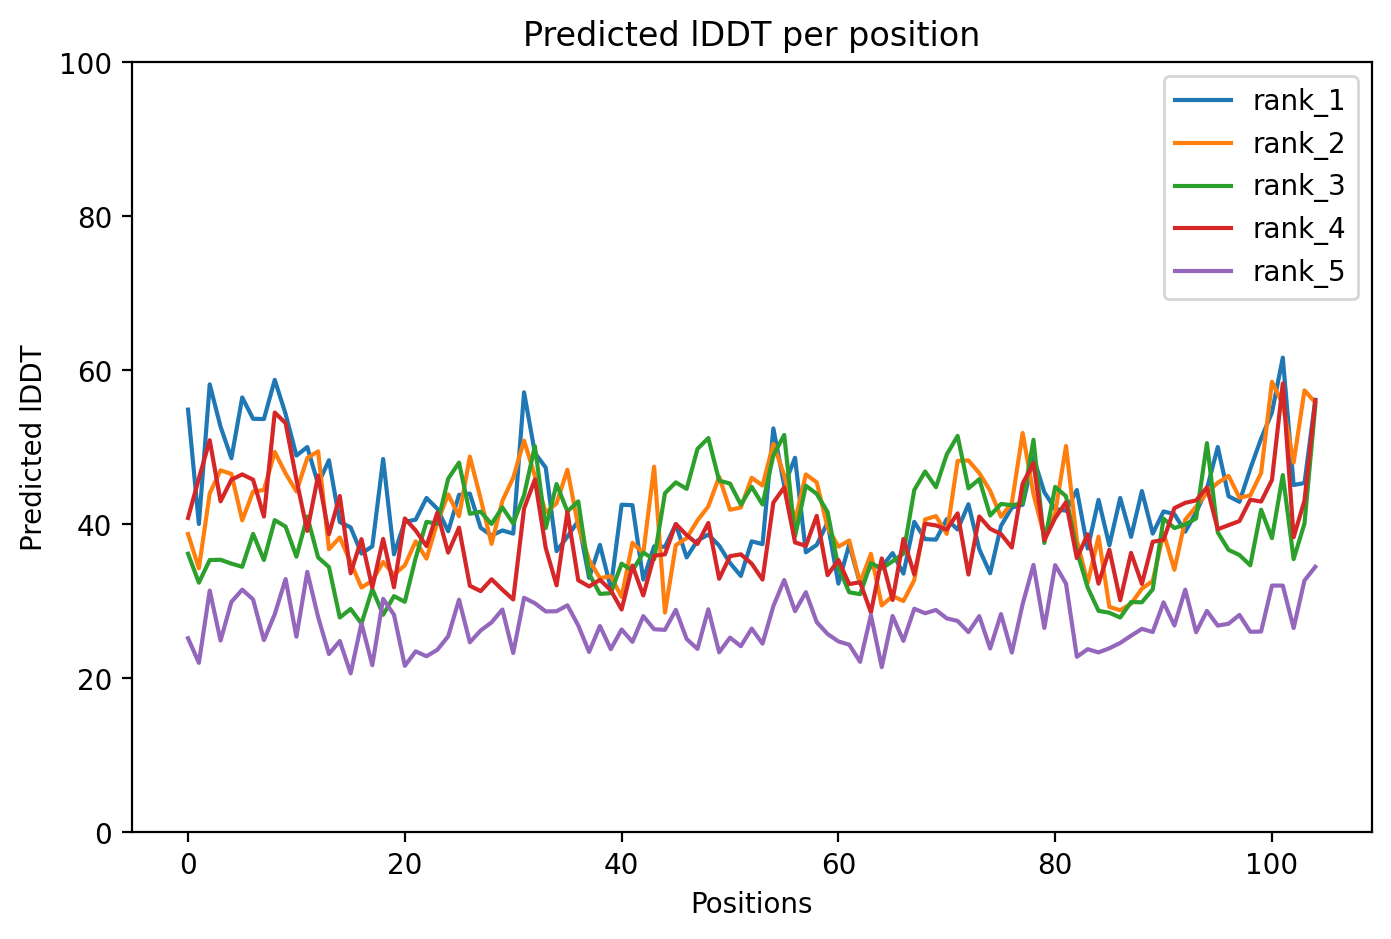 Predicted lDDT per position
100
80
60
40
20
0
Predicted lDDT
0 20 40 60 80 100
Positions
rank_1
rank_2
rank_3
rank_4
rank_5